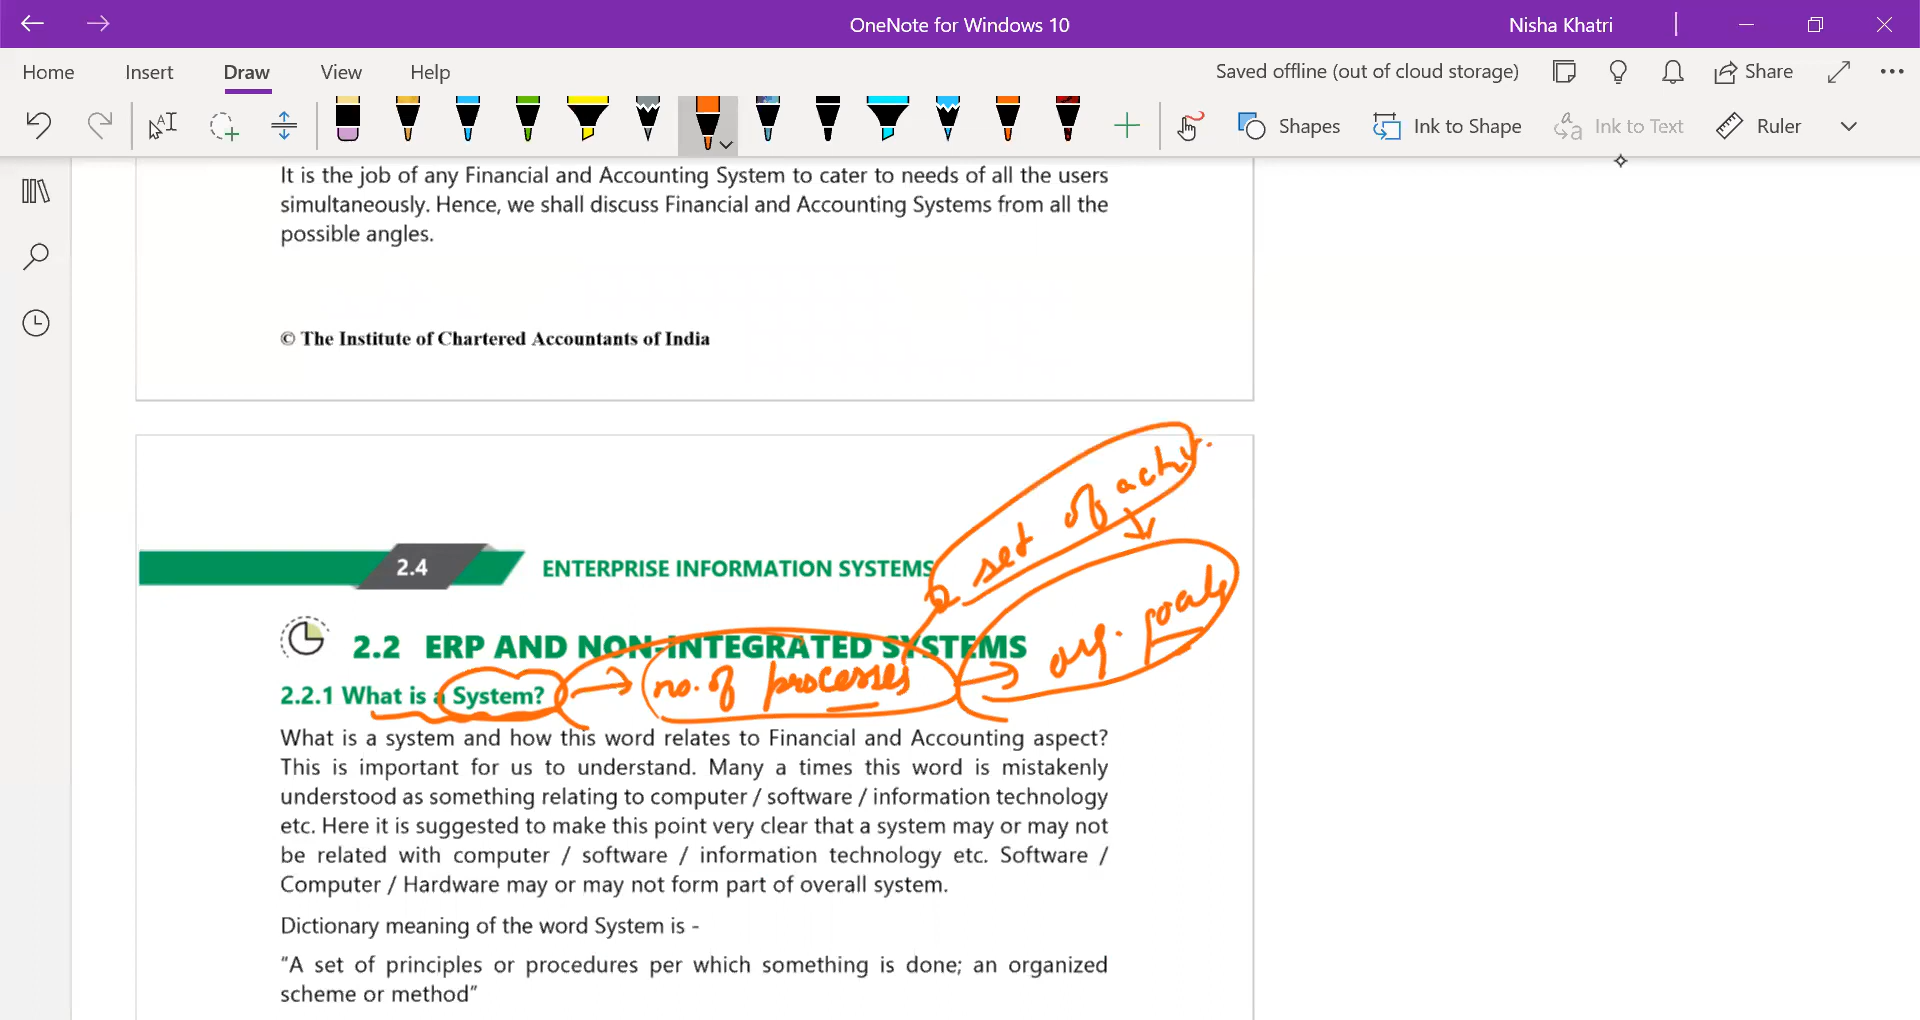 OneNote for Windows 10
Nisha Khatri
Home Insert Draw View Help
Saved offline (out of cloud storage)
Share
Shapes
Ink to Shape
Ink to Text
Ruler
It is the job of any Financial and Accounting System to cater to needs of all the users
simultaneously. Hence, we shall discuss Financial and Accounting Systems from all the
possible angles.
© The Institute of Chartered Accountants of India
set of actv.
2.4
ENTERPRISE INFORMATION SYSTEMS
org. goals
2.2 ERP AND NON-INTEGRATED SYSTEMS
no. of processes
2.2.1 What is a System?
What is a system and how this word relates to Financial and Accounting aspect?
This is important for us to understand. Many a times this word is mistakenly
understood as something relating to computer / software / information technology
etc. Here it is suggested to make this point very clear that a system may or may not
be related with computer / software / information technology etc. Software /
Computer / Hardware may or may not form part of overall system.
Dictionary meaning of the word System is -
“A set of principles or procedures per which something is done; an organized
scheme or method”